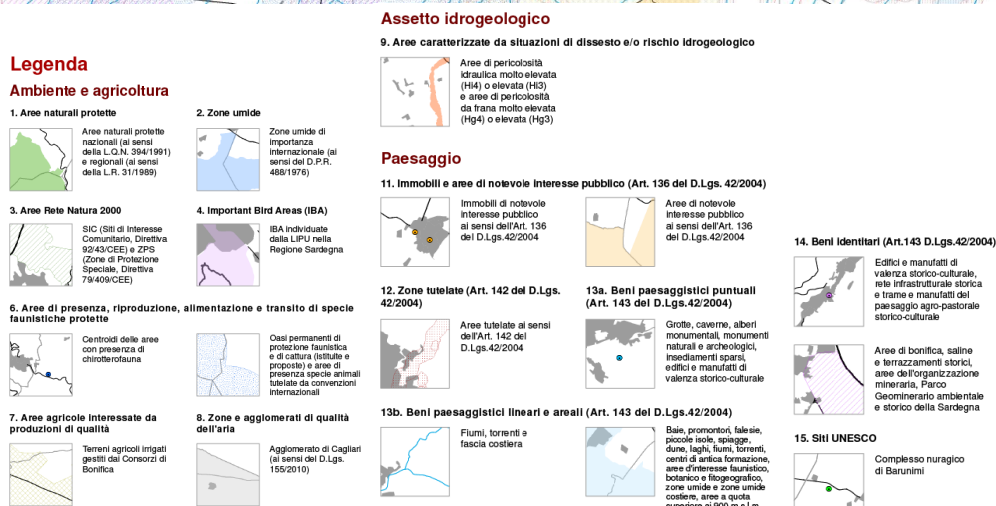 Legenda
Ambiente e agricoltura
1. Aree naturali protette
Aree naturali protette
nazionali (ai sensi
della L.Q.N. 394/1991)
e regionali (ai sensi
della L.R. 31/1989)
2. Zone umide
Zone umide di
importanza
internazionale (ai
sensi del D.P.R.
488/1976)
3. Aree Rete Natura 2000
SIC (Siti di Interesse
Comunitario, Direttiva
92/43/CEE) e ZPS
(Zone di Protezione
Speciale, Direttiva
79/409/CEE)
4. Important Bird Areas (IBA)
IBA individuate
dalla LIPU nella
Regione Sardegna
6. Aree di presenza, riproduzione, alimentazione e transito di specie
faunistiche protette
Centroidi delle aree
con presenza di
chirotterofauna
Oasi permanenti di
protezione faunistica
e di cattura (istituite e
proposte) e aree di
presenza specie animali
tutelate da convenzioni
internazionali
7. Aree agricole interessate da
produzioni di qualità
Terreni agricoli irrigati
gestiti dai Consorzi di
Bonifica
8. Zone e agglomerati di qualità
dell'aria
Agglomerato di Cagliari
(ai sensi del D.Lgs.
155/2010)
Assetto idrogeologico
9. Aree caratterizzate da situazioni di dissesto e/o rischio idrogeologico
Aree di pericolosità
idraulica molto elevata
(Hi4) o elevata (Hi3)
e aree di pericolosità
da frana molto elevata
(Hg4) o elevata (Hg3)
Paesaggio
11. Immobili e aree di notevole interesse pubblico (Art. 136 del D.Lgs. 42/2004)
Immobili di notevole
interesse pubblico
ai sensi dell'Art. 136
del D.Lgs.42/2004
Aree di notevole
interesse pubblico
ai sensi dell'Art. 136
del D.Lgs.42/2004
12. Zone tutelate (Art. 142 del D.Lgs.
42/2004)
Aree tutelate ai sensi
dell'Art. 142 del
D.Lgs.42/2004
13a. Beni paesaggistici puntuali
(Art. 143 del D.Lgs. 42/2004)
Grotte, caverne, alberi
monumentali, monumenti
naturali e archeologici,
insediamenti sparsi,
edifici e manufatti di
valenza storico-culturale
13b. Beni paesaggistici lineari e areali (Art. 143 del D.Lgs.42/2004)
Fiumi, torrenti e
fascia costiera
Baie, promontori, falesie,
piccole isole, spiagge,
dune, laghi, fiumi, torrenti,
centri di antica formazione,
aree d'interesse faunistico,
botanico e fitogeografico,
zone umide e zone umide
costiere, aree a quota
superiore ai 900 m s.l.m.
14. Beni identitari (Art.143 D.Lgs.42/2004)
Edifici e manufatti di
valenza storico-culturale,
rete infrastrutturale storica
e trame e manufatti del
paesaggio agro-pastorale
storico-culturale
Aree di bonifica, saline
e terrazzamenti storici,
aree dell'organizzazione
mineraria, Parco
Geominerario ambientale
e storico della Sardegna
15. Siti UNESCO
Complesso nuragico
di Barunimi